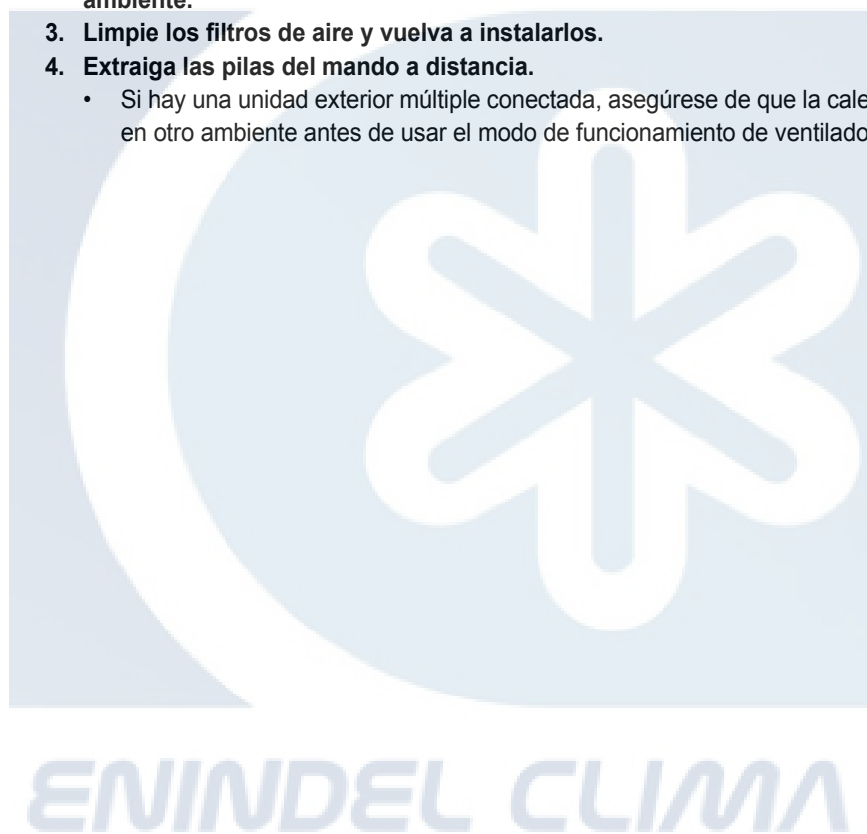 ambiente.
3. Limpie los filtros de aire y vuelva a instalarlos.
4. Extraiga las pilas del mando a distancia.
• Si hay una unidad exterior múltiple conectada, asegúrese de que la cale
en otro ambiente antes de usar el modo de funcionamiento de ventilado
ENINDEL CLIMA